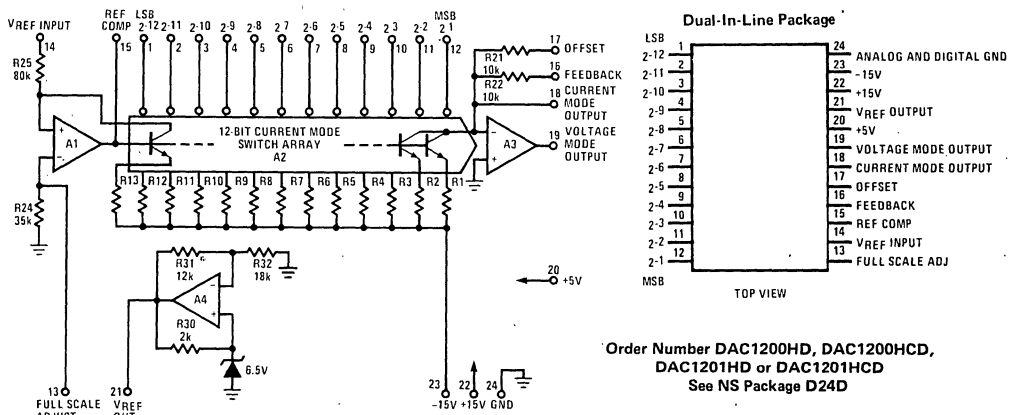 VREF INPUT
14
REF
COMP
15
LSB
2-12 2-11 2-10 2-9 2-8 2-7 2-6 2-5 2-4 2-3 2-2
MSB
2-1
1 2 3 4 5 6 7 8 9 10 11 12
R25
80k
17 OFFSET
R21
10k
16 FEEDBACK
R22
10k
18 CURRENT
MODE
OUTPUT
19 VOLTAGE
MODE
OUTPUT
A1
+
-
12-BIT CURRENT MODE
SWITCH ARRAY
A2
A3
-
+
R13 R12 R11 R10 R9 R8 R7 R6 R5 R4 R3 R2 R1
R24
35k
R31
12k
R32
18k
A4
-
+
R30
2k
6.5V
20
+5V
13
FULL SCALE
21
VREF
23
-15V
22
+15V
24
GND
Dual-In-Line Package
LSB
2-12 1
2-11 2
2-10 3
2-9 4
2-8 5
2-7 6
2-6 7
2-5 8
2-4 9
2-3 10
2-2 11
2-1 12
MSB
24 ANALOG AND DIGITAL GND
23 -15V
22 +15V
21 VREF OUTPUT
20 +5V
19 VOLTAGE MODE OUTPUT
18 CURRENT MODE OUTPUT
17 OFFSET
16 FEEDBACK
15 REF COMP
14 VREF INPUT
13 FULL SCALE ADJ
TOP VIEW
Order Number DAC1200HD, DAC1200HCD,
DAC1201HD or DAC1201HCD
See NS Package D24D